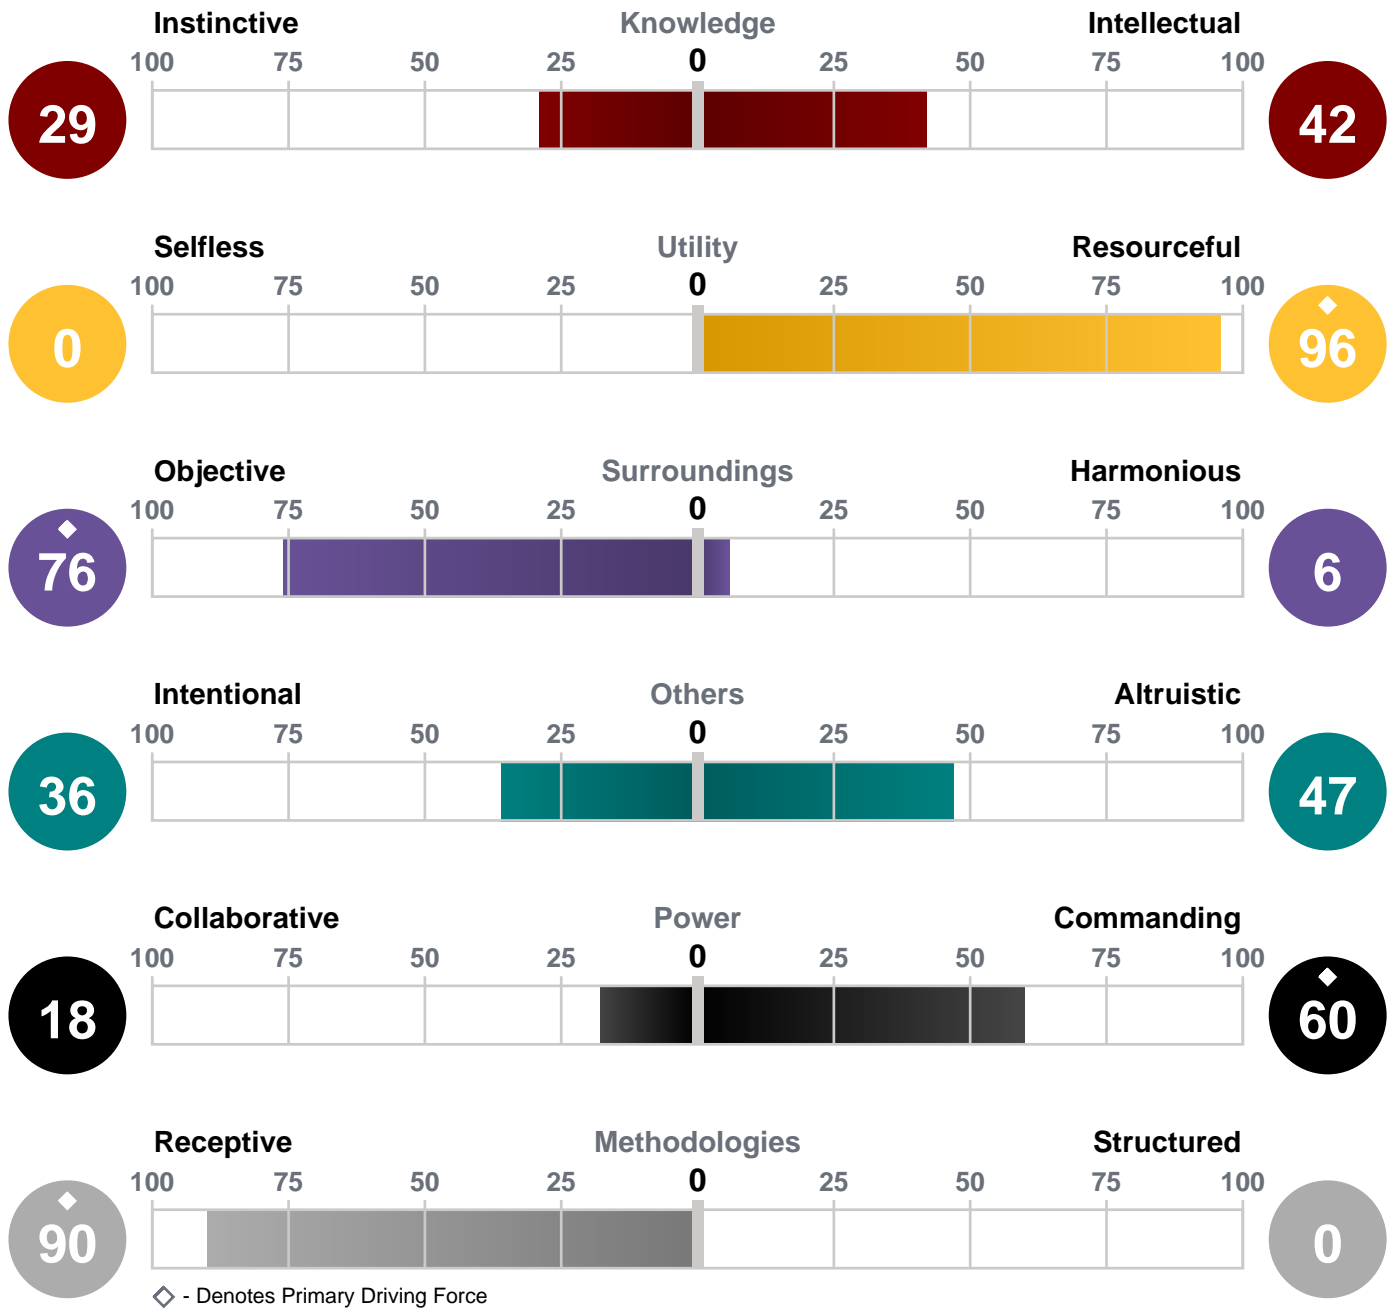 Instinctive Knowledge Intellectual
100 75 50 25 0 25 50 75 100
29 42
Selfless Utility Resourceful
100 75 50 25 0 25 50 75 100
0 96
Objective Surroundings Harmonious
100 75 50 25 0 25 50 75 100
76 6
Intentional Others Altruistic
100 75 50 25 0 25 50 75 100
36 47
Collaborative Power Commanding
100 75 50 25 0 25 50 75 100
18 60
Receptive Methodologies Structured
100 75 50 25 0 25 50 75 100
90 0
- Denotes Primary Driving Force